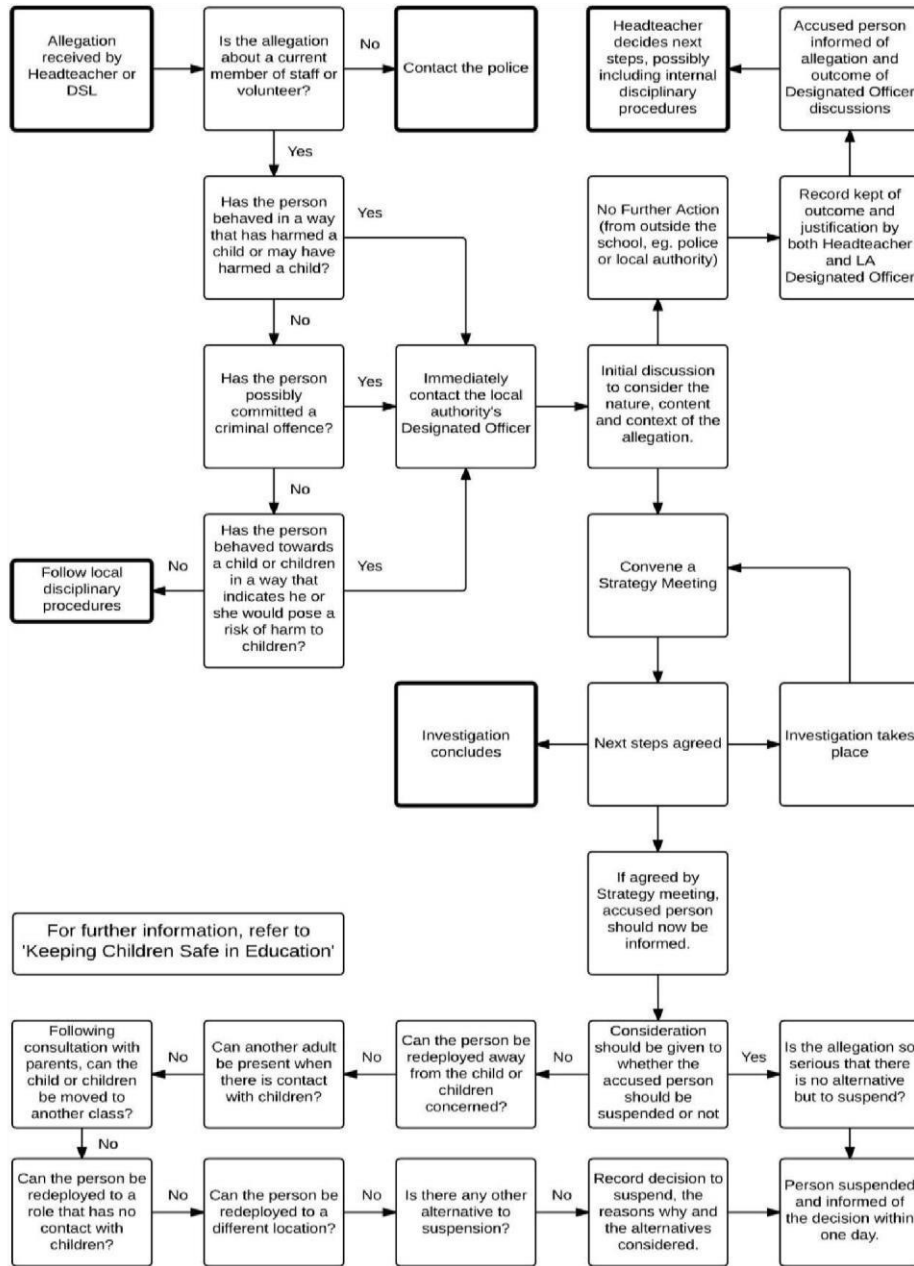 Allegation
received by
Headteacher or
DSL
Is the allegation
about a current
member of staff or
volunteer?
No
Contact the police
Headteacher
decides next
steps, possibly
including internal
disciplinary
procedures
Accused person
informed of
allegation and
outcome of
Designated Officer
discussions
Yes
Has the person
behaved in a way
that has harmed a
child or may have
harmed a child?
Yes
No Further Action
(from outside the
school, eg. police
or local authority)
Record kept of
outcome and
justification by
both Headteacher
and LA
Designated Officer
No
Has the person
possibly
committed a
criminal offence?
Yes
Immediately
contact the local
authority's
Designated Officer
Initial discussion
to consider the
nature, content
and context of the
allegation.
No
Follow local
disciplinary
procedures
No
Has the person
behaved towards
a child or children
in a way that
indicates he or
she would pose a
risk of harm to
children?
Yes
Convene a
Strategy Meeting
Investigation
concludes
Next steps agreed
Investigation takes
place
If agreed by
Strategy meeting,
accused person
should now be
informed.
For further information, refer to
'Keeping Children Safe in Education'
Following
consultation with
parents, can the
child or children
be moved to
another class?
No
Can another adult
be present when
there is contact
with children?
No
Can the person be
redeployed away
from the child or
children
concerned?
No
Consideration
should be given to
whether the
accused person
should be
suspended or not
Yes
Is the allegation so
serious that there
is no alternative
but to suspend?
No
Can the person be
redeployed to a
role that has no
contact with
children?
No
Can the person be
redeployed to a
different location?
No
Is there any other
alternative to
suspension?
No
Record decision to
suspend, the
reasons why and
the alternatives
considered.
Person suspended
and informed of
the decision within
one day.